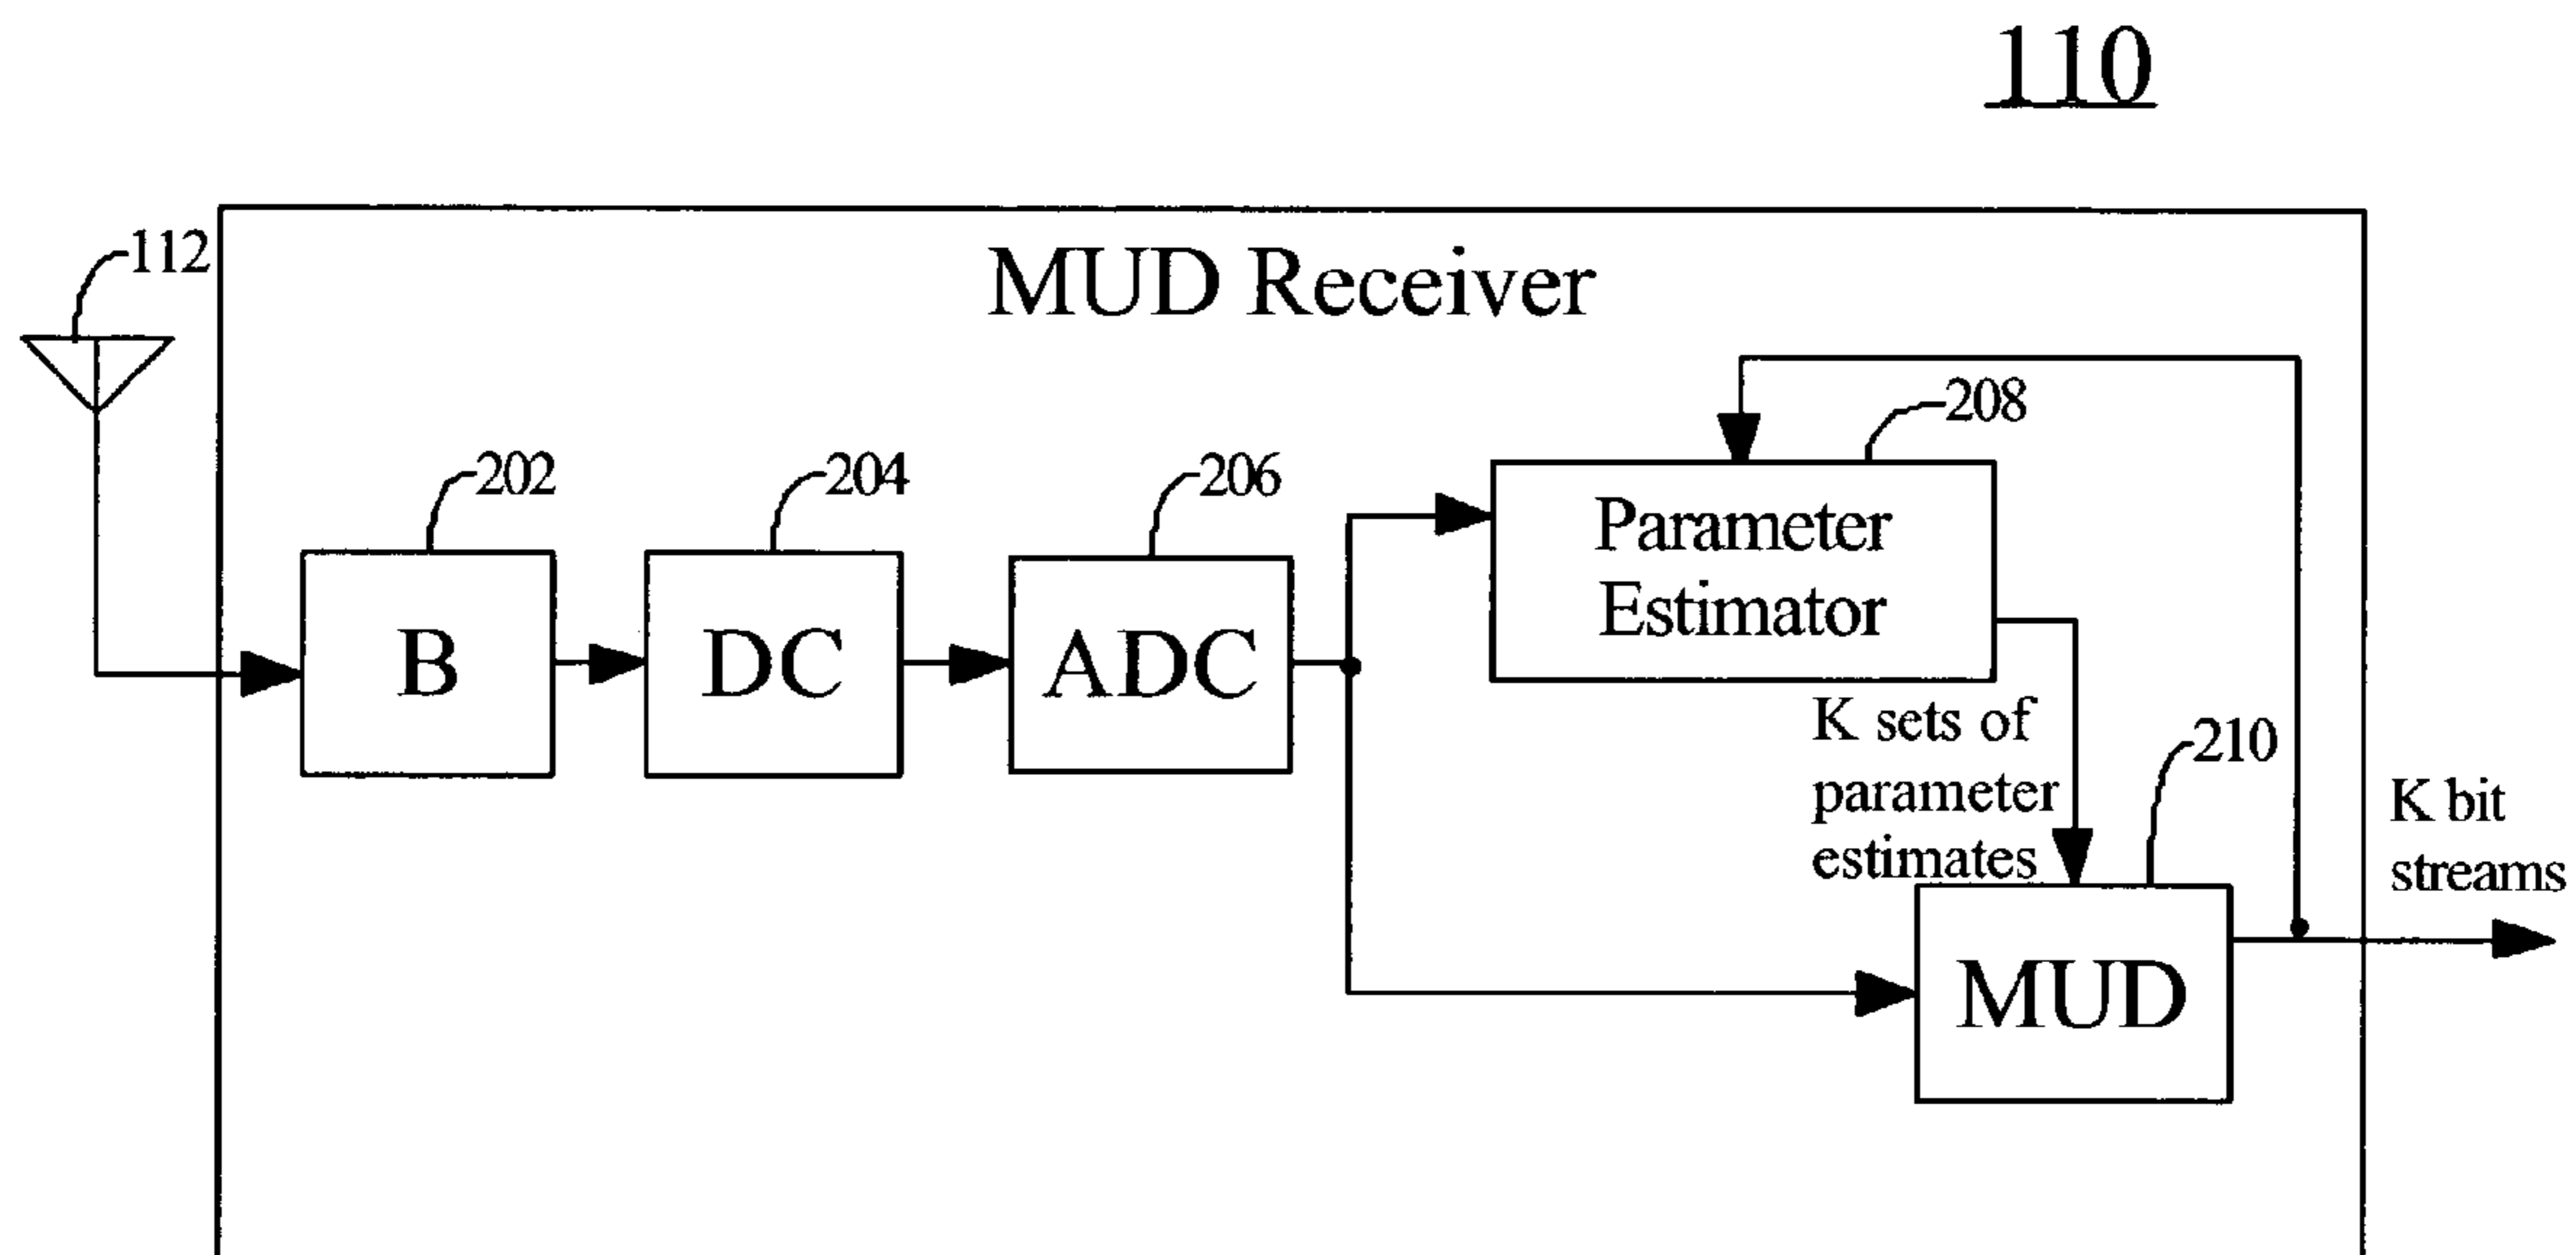 110
112
MUD Receiver
208
202
204
206
Parameter
Estimator
B
DC
ADC
K sets of
parameter
estimates
210
K bit
streams
MUD